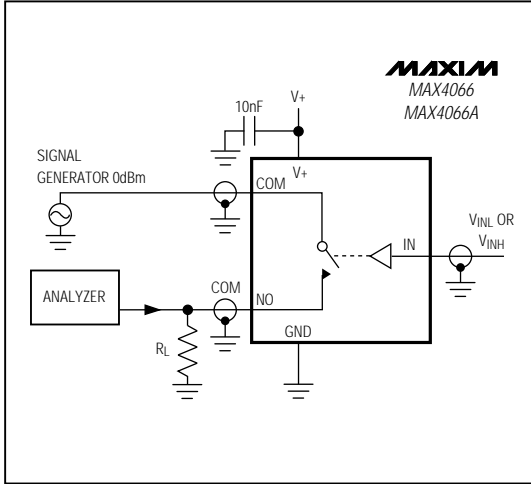 MAXIM
MAX4066
MAX4066A
10nF
V+
SIGNAL
GENERATOR 0dBm
V+
COM
VINL OR
VINH
IN
ANALYZER
COM
NO
GND
RL